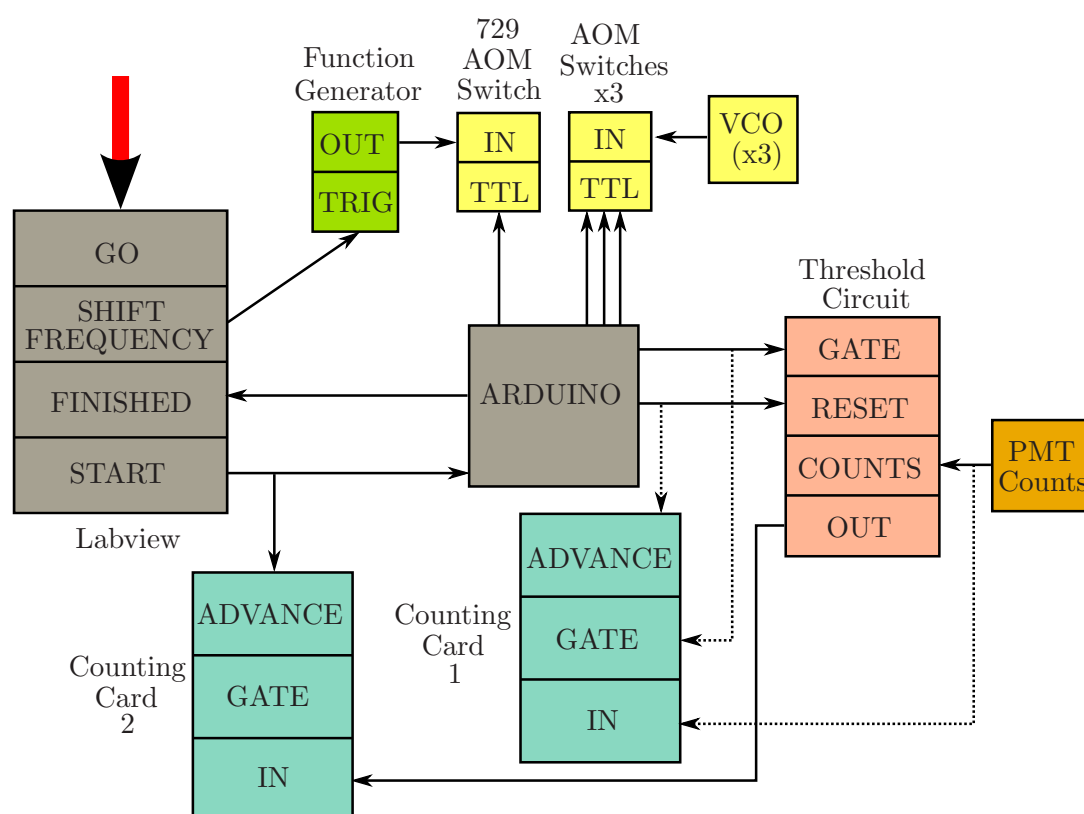 Function
Generator
OUT
TRIG
729
AOM
Switch
IN
TTL
AOM
Switches
x3
IN
TTL
VCO
(x3)
GO
SHIFT
FREQUENCY
FINISHED
START
Labview
ARDUINO
Threshold
Circuit
GATE
RESET
COUNTS
OUT
PMT
Counts
Counting
Card
1
ADVANCE
GATE
IN
Counting
Card
2
ADVANCE
GATE
IN